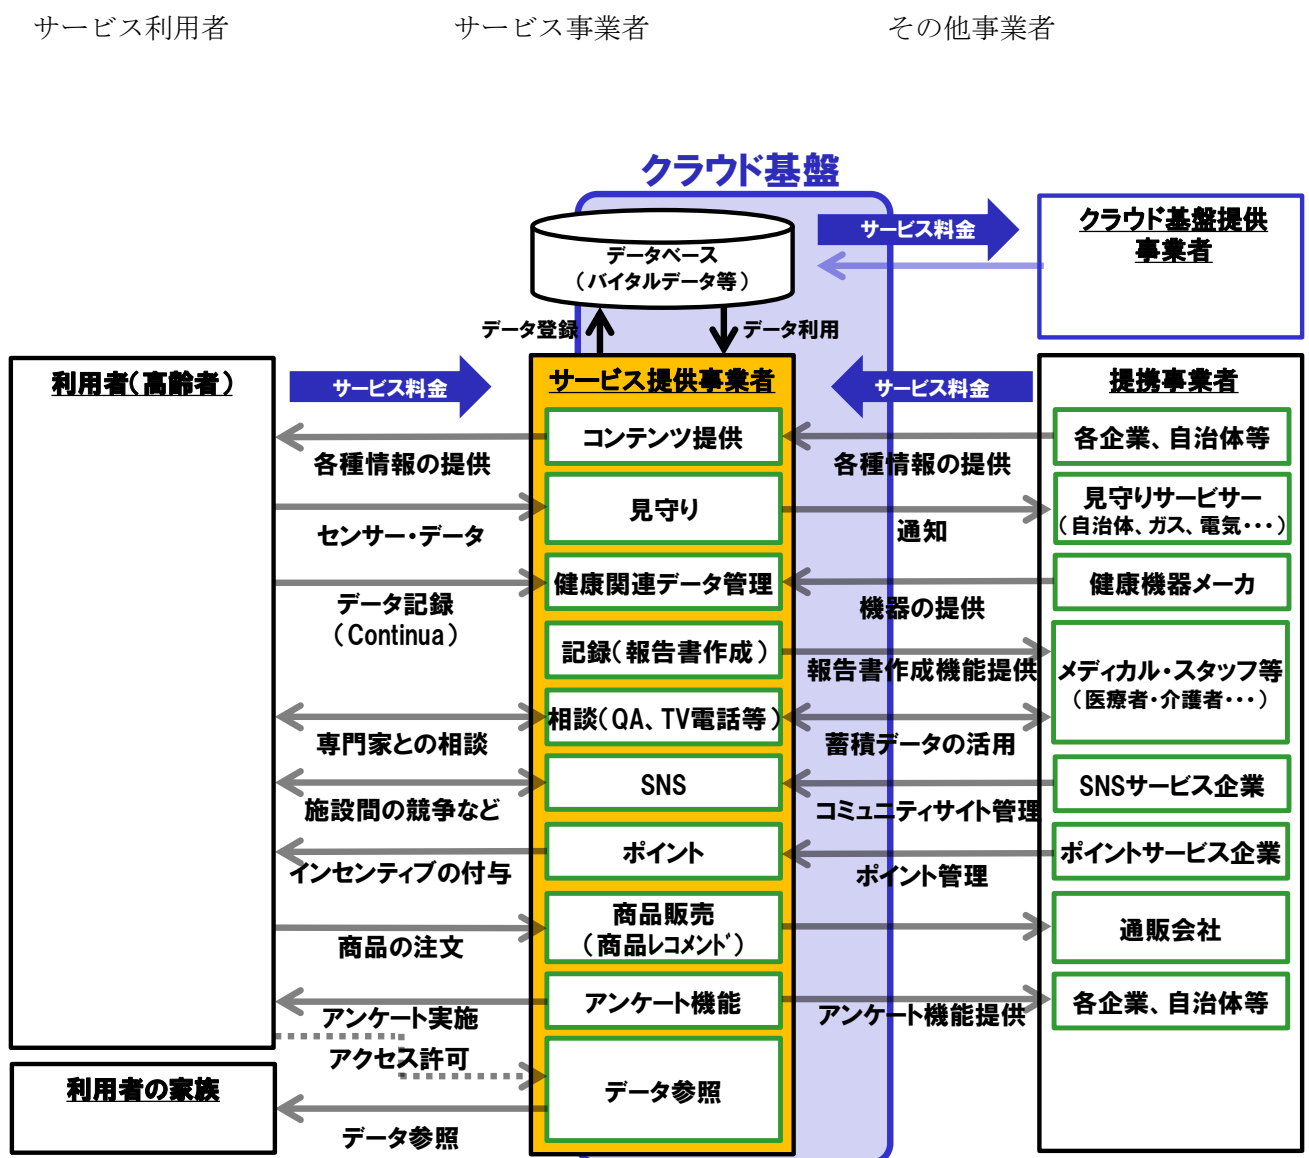 サービス利用者
サービス事業者
その他事業者
クラウド基盤
データベース
（バイタルデータ等）
サービス料金
クラウド基盤提供
事業者
データ登録
データ利用
利用者（高齢者）
サービス料金
サービス提供事業者
サービス料金
提携事業者
コンテンツ提供
各企業、自治体等
各種情報の提供
各種情報の提供
見守り
見守りサービサー
（自治体、ガス、電気・・・）
センサー・データ
通知
健康関連データ管理
健康機器メーカ
データ記録
（Continua）
機器の提供
記録（報告書作成）
報告書作成機能提供
メディカル・スタッフ等
（医療者・介護者・・・）
相談（QA、TV電話等）
専門家との相談
蓄積データの活用
SNS
SNSサービス企業
施設間の競争など
コミュニティサイト管理
ポイント
ポイントサービス企業
インセンティブの付与
ポイント管理
商品販売
（商品レコメンド）
通販会社
商品の注文
アンケート機能
各企業、自治体等
アンケート実施
アンケート機能提供
アクセス許可
利用者の家族
データ参照
データ参照